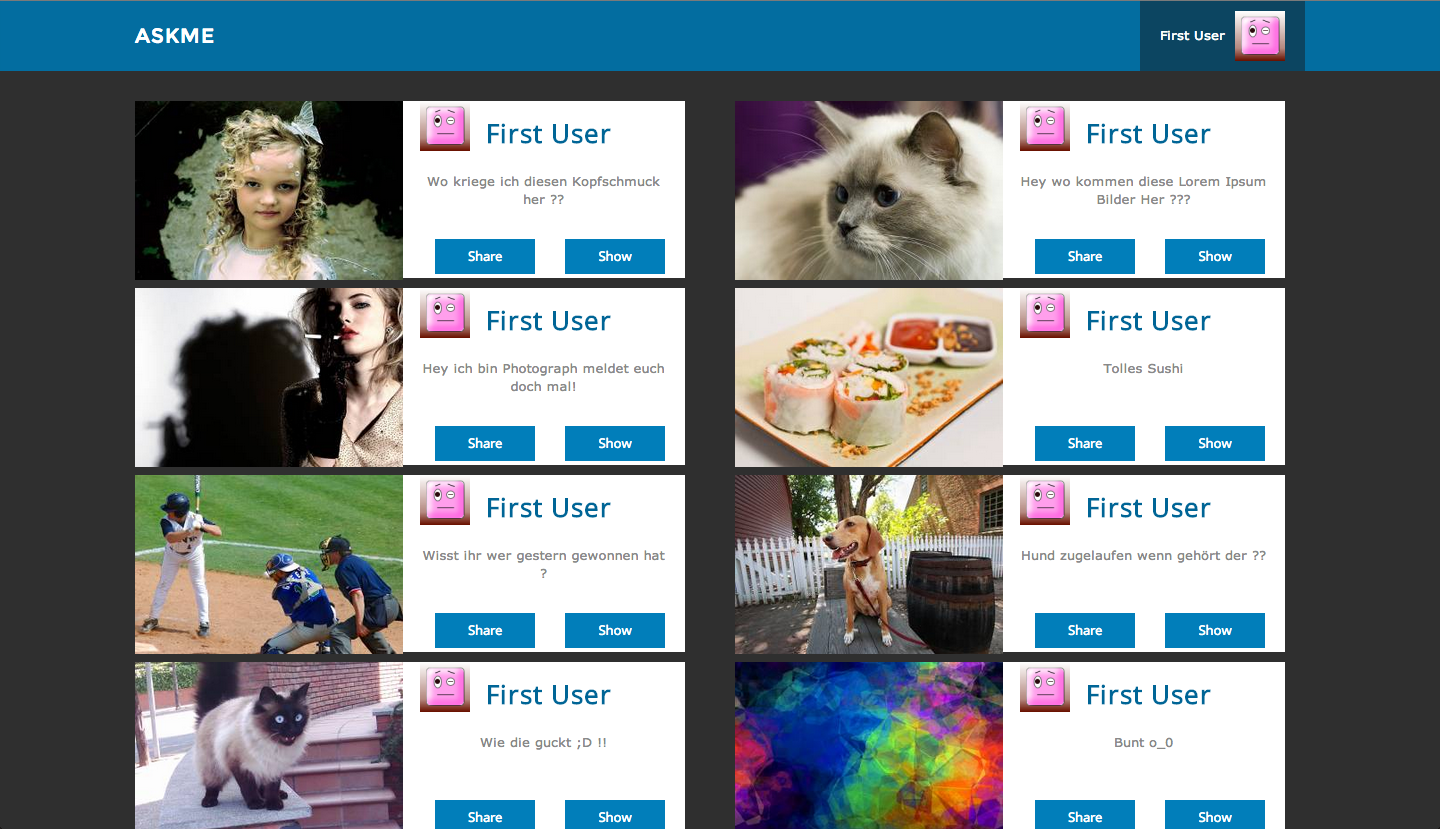 ASKME
First User
First User
Wo kriege ich diesen Kopfschmuck
her ??
Share Show
First User
Hey wo kommen diese Lorem Ipsum
Bilder Her ???
Share Show
First User
Hey ich bin Photograph meldet euch
doch mal!
Share Show
First User
Tolles Sushi
Share Show
First User
Wisst ihr wer gestern gewonnen hat
?
Share Show
First User
Hund zugelaufen wenn gehört der ??
Share Show
First User
Wie die guckt ;D !!
Share Show
First User
Bunt o_0
Share Show